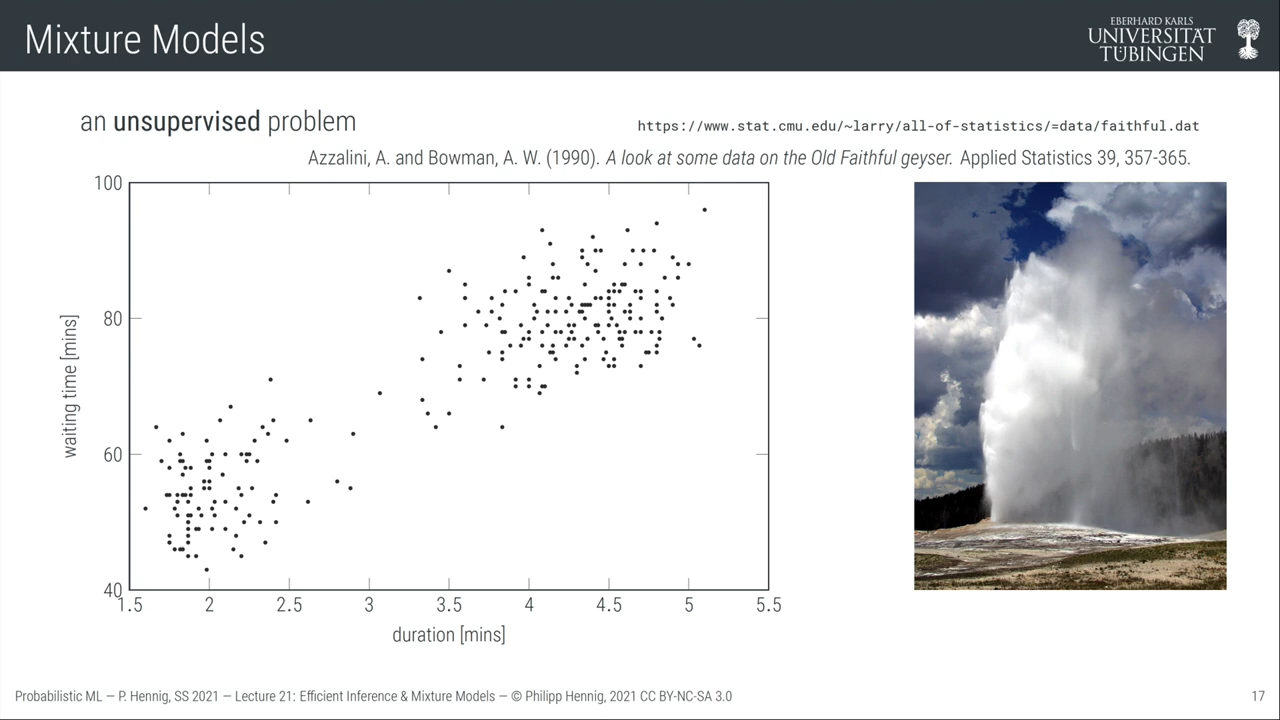 Mixture Models
EBERHARD KARLS
UNIVERSITÄT
TÜBINGEN
an unsupervised problem
https://www.stat.cmu.edu/~larry/all-of-statistics/=data/faithful.dat
Azzalini, A. and Bowman, A. W. (1990). A look at some data on the Old Faithful geyser. Applied Statistics 39, 357-365.
100
80
60
40
waiting time [mins]
1.5 2 2.5 3 3.5 4 4.5 5 5.5
duration [mins]
Probabilistic ML — P. Hennig, SS 2021 — Lecture 21: Efficient Inference & Mixture Models — © Philipp Hennig, 2021 CC BY-NC-SA 3.0
17